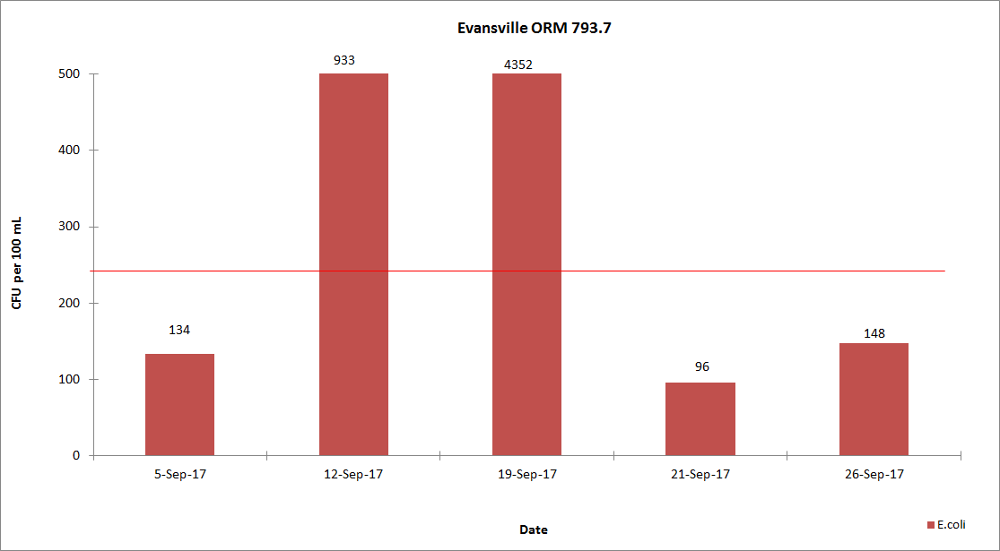 Evansville ORM 793.7
CFU per 100 mL
500
400
300
200
100
0
134
933
4352
96
148
5-Sep-17
12-Sep-17
19-Sep-17
21-Sep-17
26-Sep-17
Date
E.coli